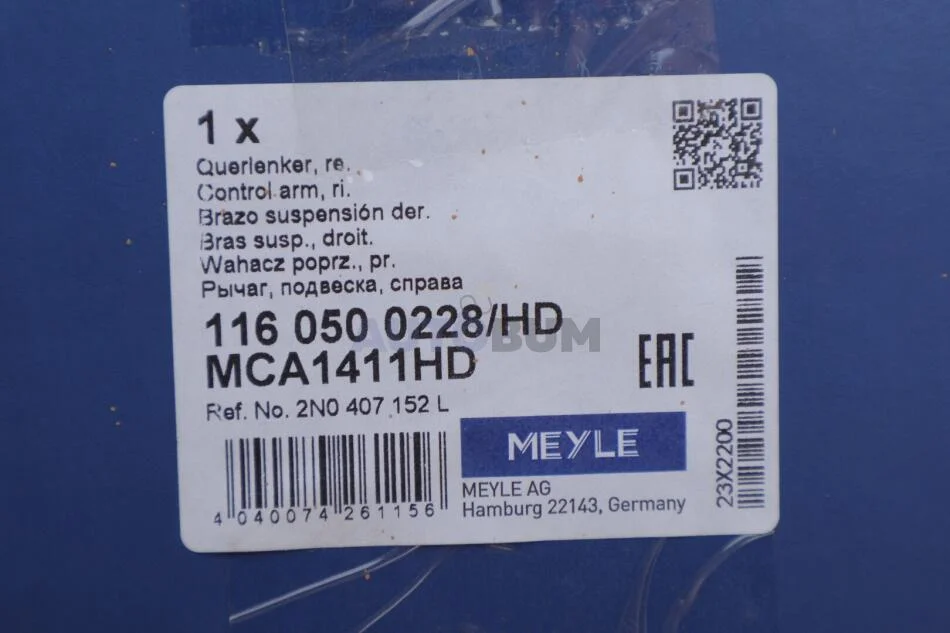 1 x
Querlenker, re.
Control arm, ri.
Brazo suspensión der.
Bras susp., droit.
Wahacz poprz., pr.
Рычаг, подвеска, справа
116 050 0228/HD
AVTOBUM
MCA1411HD
EAC
Ref. No. 2N0 407 152 L
MEYLE
MEYLE AG
Hamburg 22143, Germany
4 040074 261156
23X2200